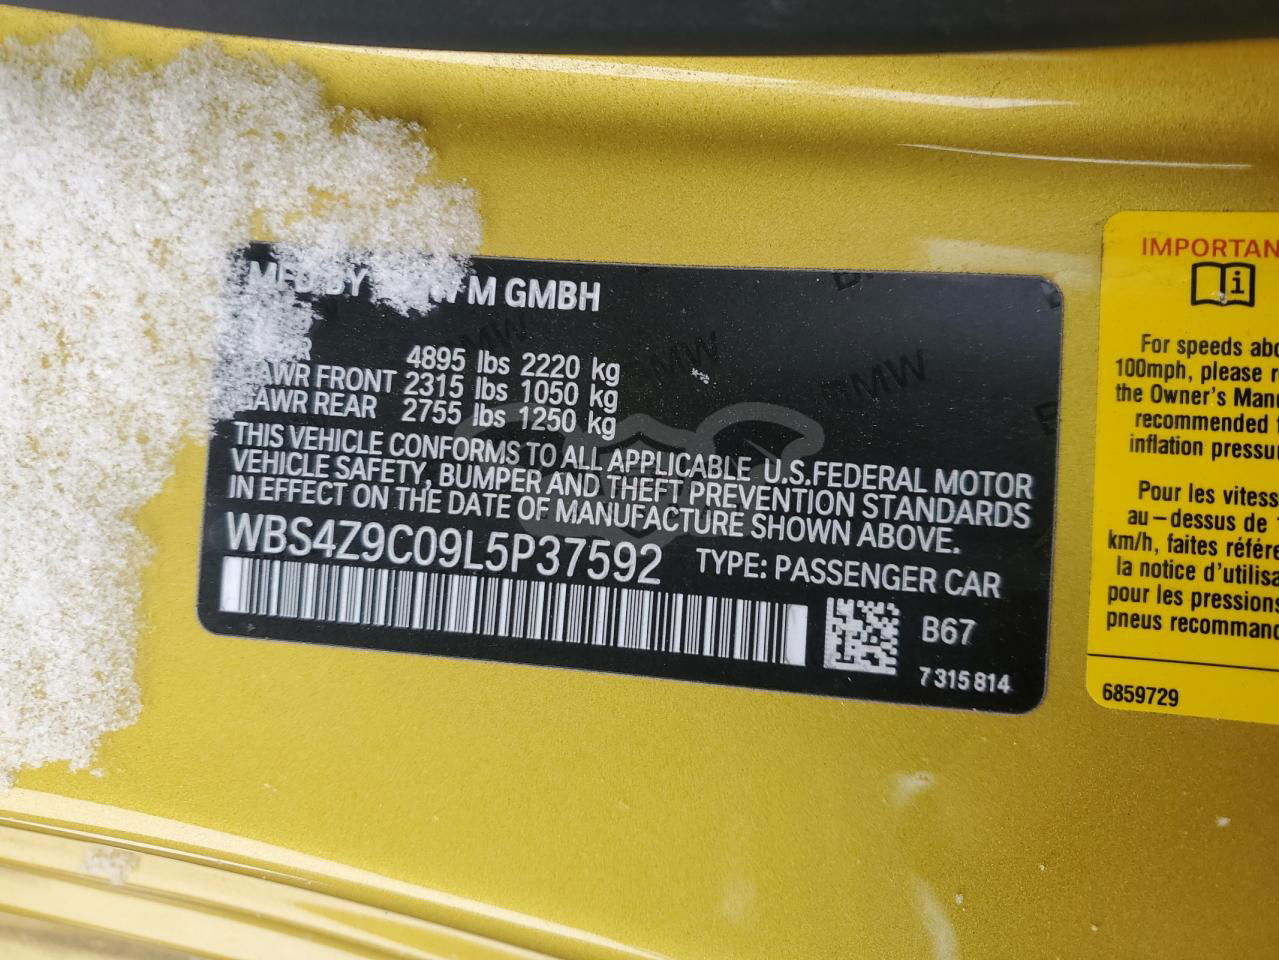 MFD BY M GMBH
4895 lbs 2220 kg
GAWR FRONT 2315 lbs 1050 kg
GAWR REAR 2755 lbs 1250 kg
THIS VEHICLE CONFORMS TO ALL APPLICABLE U.S.FEDERAL MOTOR
VEHICLE SAFETY, BUMPER AND THEFT PREVENTION STANDARDS
IN EFFECT ON THE DATE OF MANUFACTURE SHOWN ABOVE.
WBS4Z9C09L5P37592 TYPE: PASSENGER CAR
B67
7 315 814
IMPORTAN
For speeds abo
100mph, please r
the Owner's Manu
recommended
inflation pressu
Pour les vitess
au-dessus de
km/h, faites référe
la notice d'utilisa
pour les pressions
pneus recommand
6859729